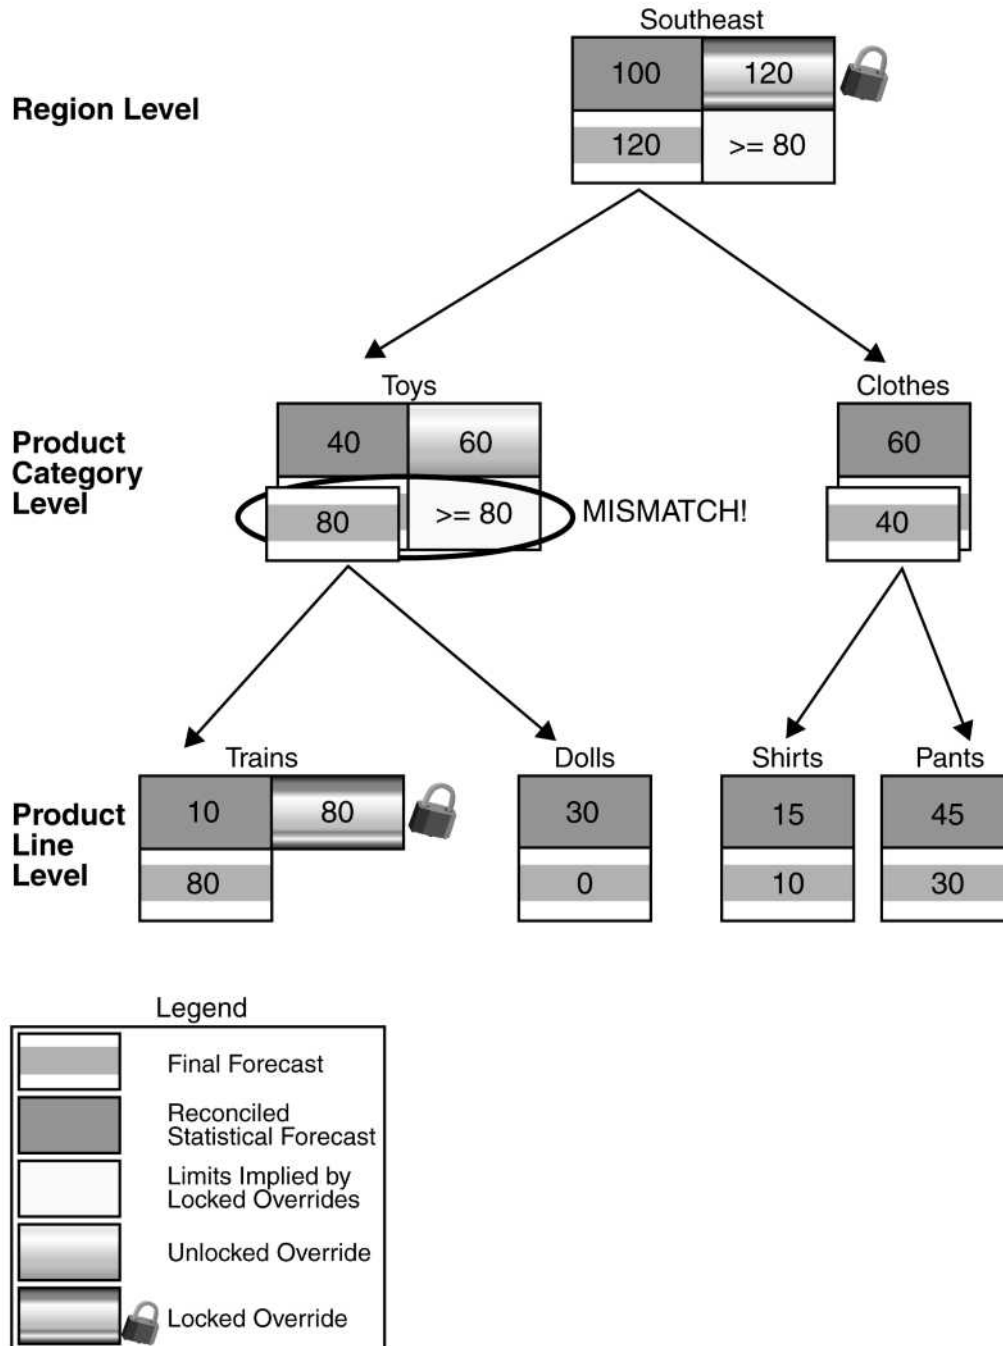 Southeast
100 120
Region Level
120 >= 80
Toys Clothes
Product
Category
Level
40 60 60
80 >= 80 MISMATCH! 40
Trains Dolls Shirts Pants
Product
Line
Level
10 80 30 15 45
80 0 10 30
Legend
Final Forecast
Reconciled
Statistical Forecast
Limits Implied by
Locked Overrides
Unlocked Override
Locked Override